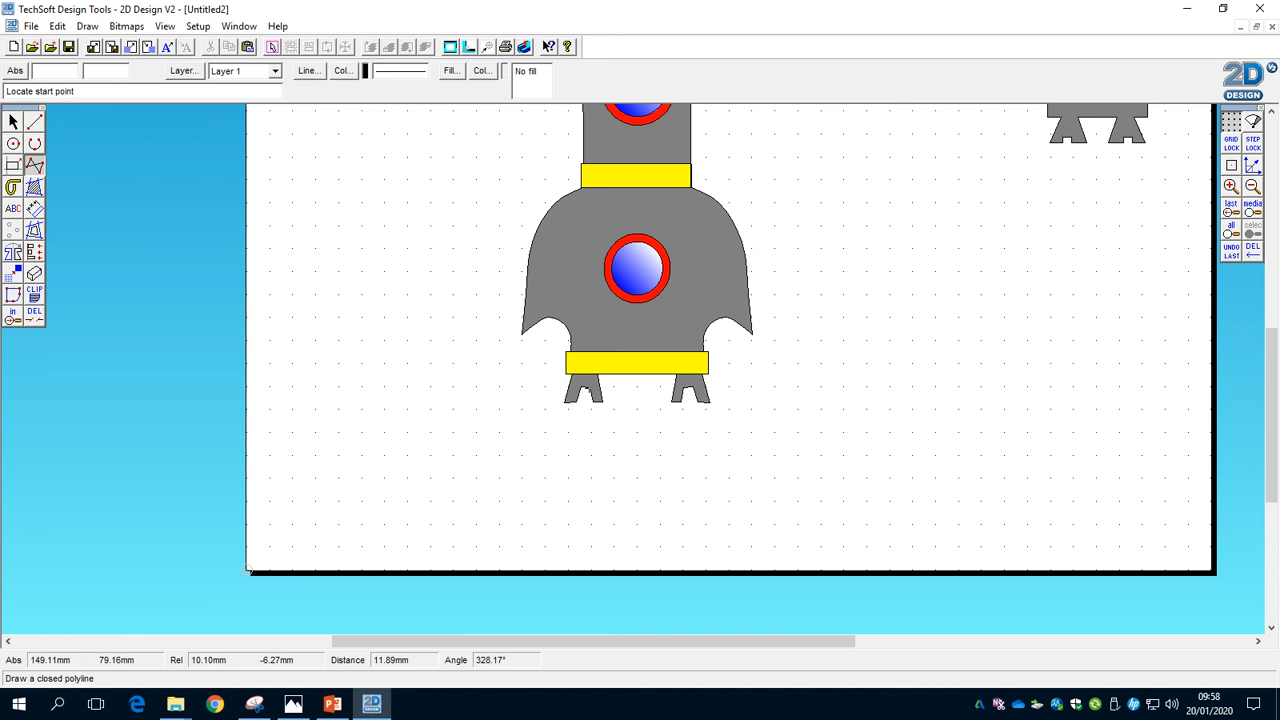 TechSoft Design Tools - 2D Design V2 - [Untitled2]
File Edit Draw Bitmaps View Setup Window Help
Abs Layer... Layer 1 Line... Col... Fill... Col... No fill
Locate start point
2D V2
DESIGN
GRID LOCK STEP LOCK
ABC
last media
all selec
UNDO LAST DEL
CLIP
in DEL
Abs 149.11mm 79.16mm Rel 10.10mm -6.27mm Distance 11.89mm Angle 328.17°
Draw a closed polyline
09:58
20/01/2020